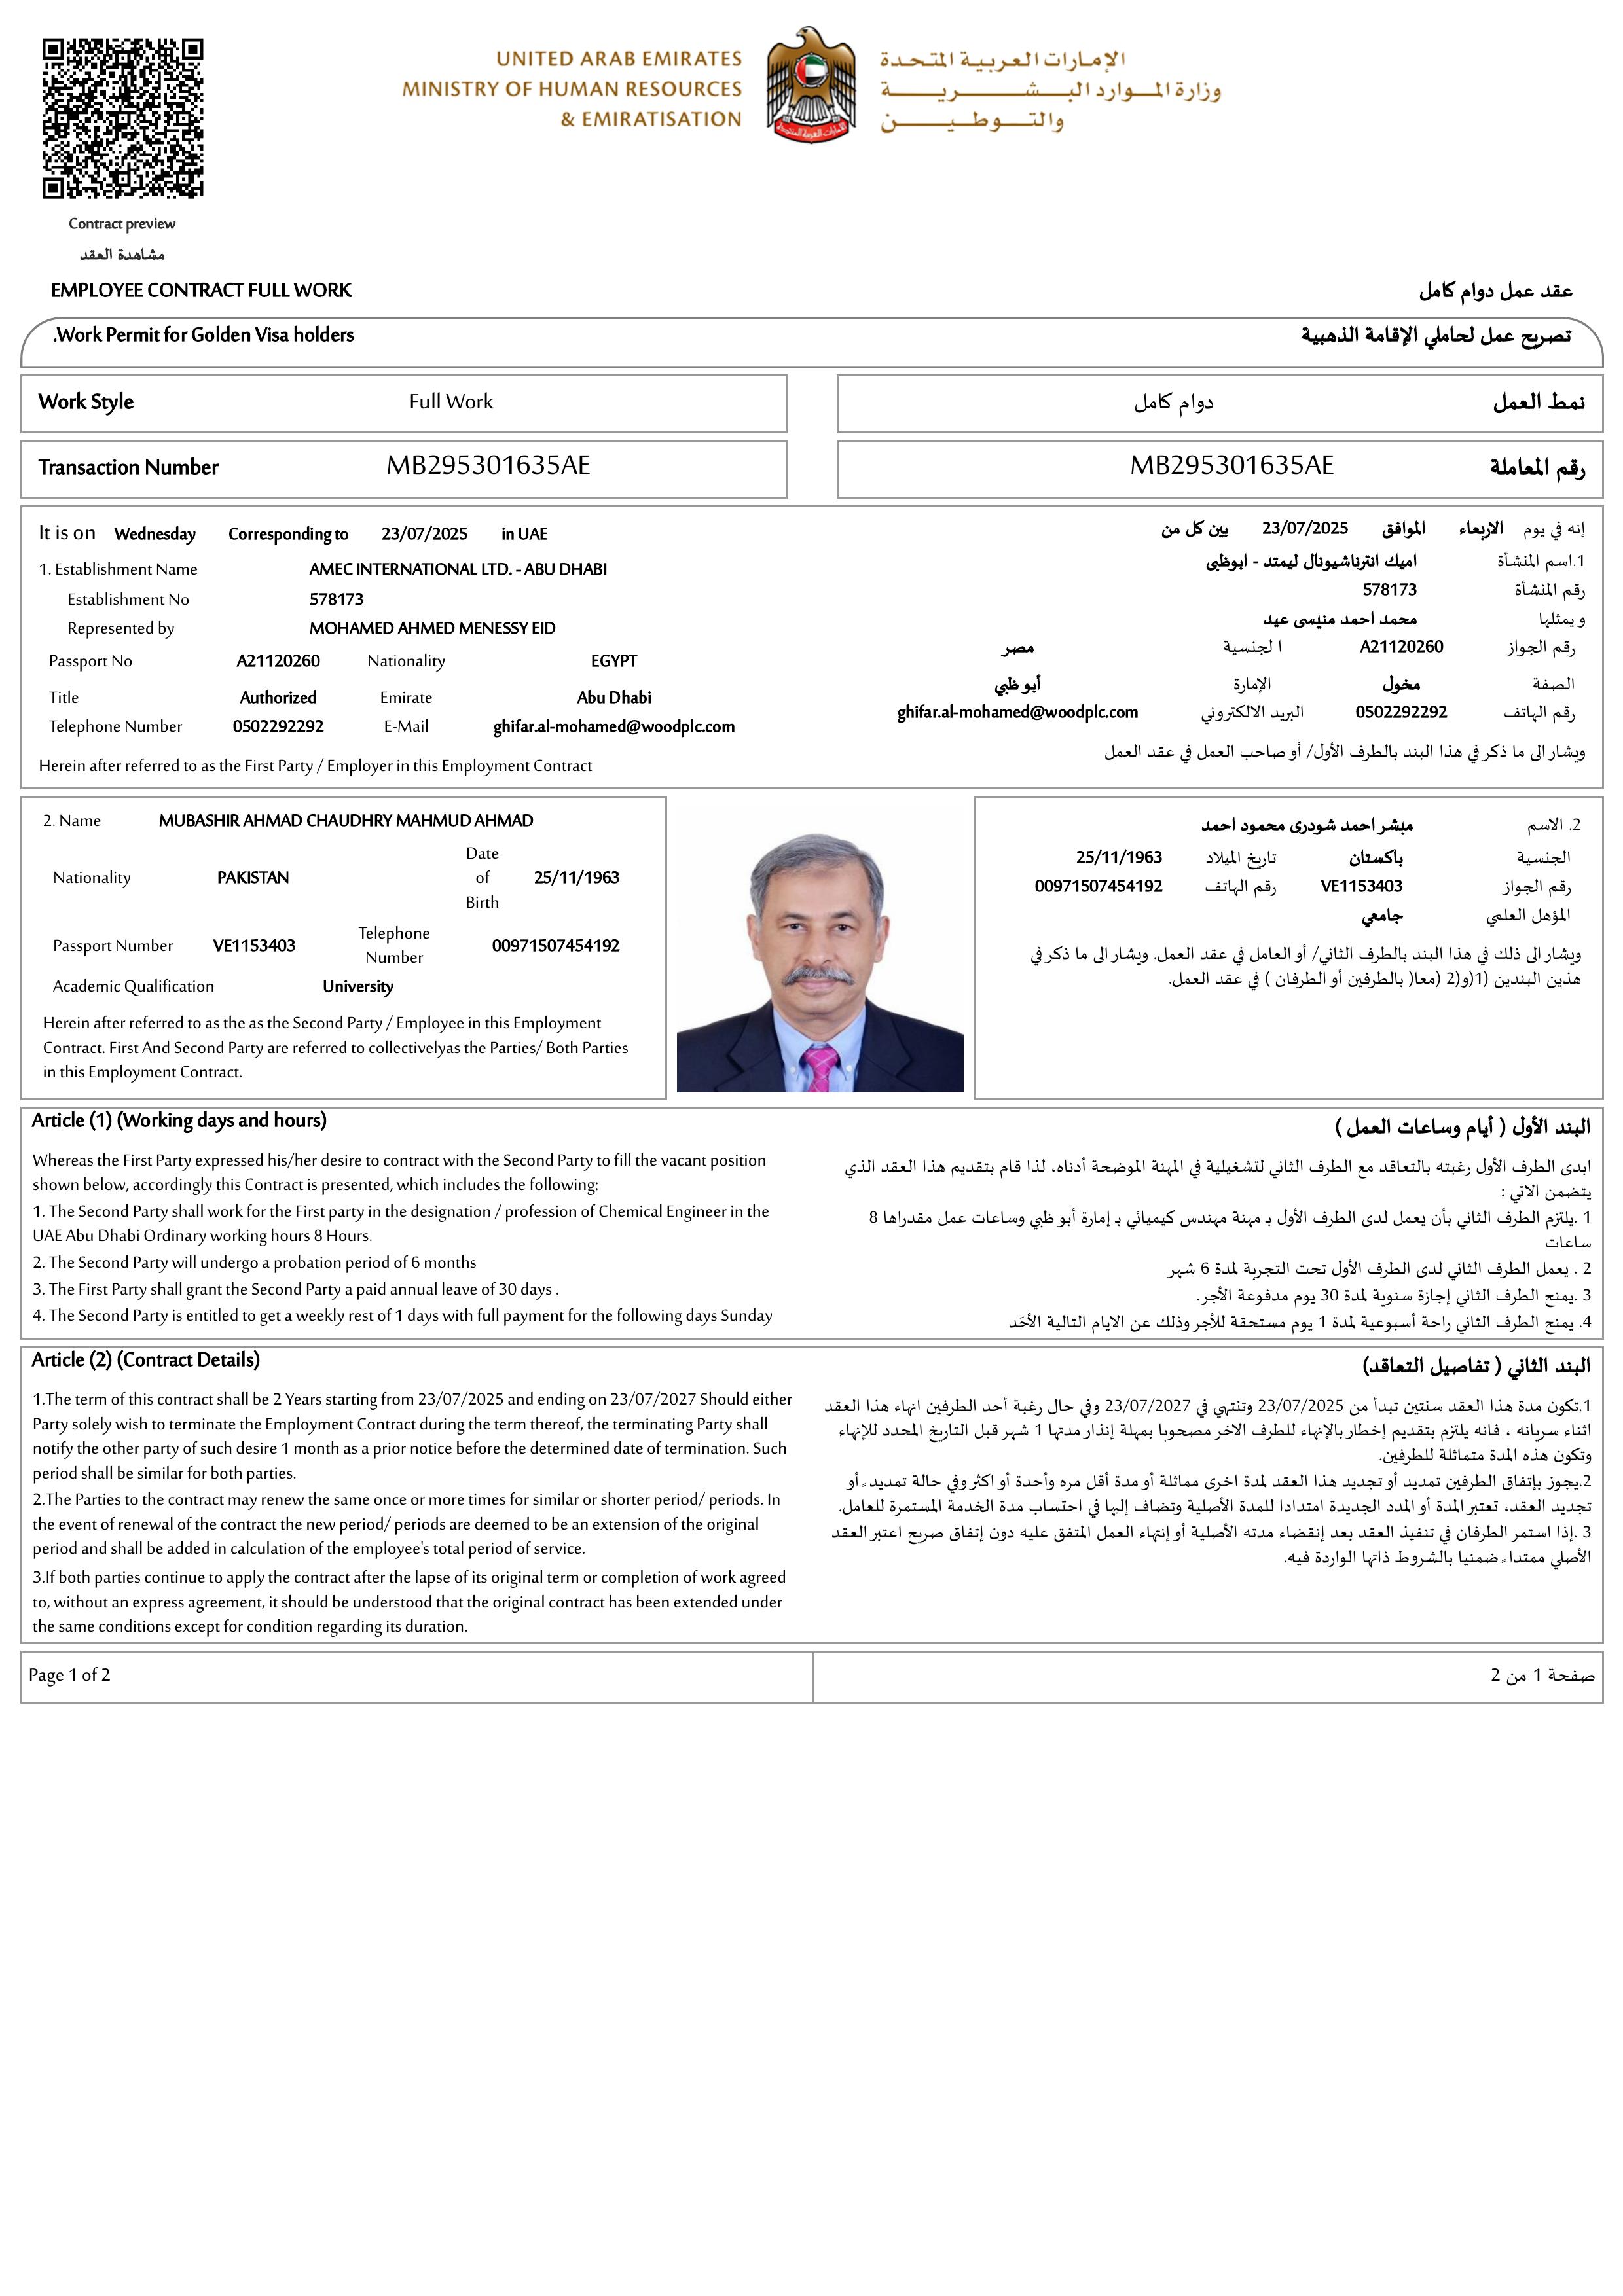 UNITED ARAB EMIRATES
MINISTRY OF HUMAN RESOURCES
& EMIRATISATION
الإمارات العربية المتحدة
وزارة الموارد البشرية
والتوطين
Contract preview
مشاهدة العقد
EMPLOYEE CONTRACT FULL WORK
عقد عمل دوام كامل
.Work Permit for Golden Visa holders
تصريح عمل لحاملي الإقامة الذهبية
Work Style Full Work
نمط العمل دوام كامل
Transaction Number MB295301635AE
رقم المعاملة MB295301635AE
It is on Wednesday Corresponding to 23/07/2025 in UAE
1. Establishment Name AMEC INTERNATIONAL LTD. - ABU DHABI
Establishment No 578173
Represented by MOHAMED AHMED MENESSY EID
Passport No A21120260 Nationality EGYPT
Title Authorized Emirate Abu Dhabi
Telephone Number 0502292292 E-Mail ghifar.al-mohamed@woodplc.com
Herein after referred to as the First Party / Employer in this Employment Contract
إنه في يوم الاربعاء الموافق 23/07/2025 بين كل من
1.اسم المنشأة اميك انترناشيونال ليمتد - ابوظبى
رقم المنشأة 578173
و يمثلها محمد احمد منيسى عيد
رقم الجواز A21120260 ا لجنسية مصر
الصفة مخول الإمارة أبو ظبي
رقم الهاتف 0502292292 البريد الالكتروني ghifar.al-mohamed@woodplc.com
ويشار الى ما ذكر في هذا البند بالطرف الأول/ أو صاحب العمل في عقد العمل
2. Name MUBASHIR AHMAD CHAUDHRY MAHMUD AHMAD
Nationality PAKISTAN Date of Birth 25/11/1963
Passport Number VE1153403 Telephone Number 00971507454192
Academic Qualification University
Herein after referred to as the as the Second Party / Employee in this Employment
Contract. First And Second Party are referred to collectivelyas the Parties/ Both Parties
in this Employment Contract.
2. الاسم مبشر احمد شودرى محمود احمد
الجنسية باكستان تاريخ الميلاد 25/11/1963
رقم الجواز VE1153403 رقم الهاتف 00971507454192
المؤهل العلمي جامعي
ويشار الى ذلك في هذا البند بالطرف الثاني/ أو العامل في عقد العمل. ويشار الى ما ذكر في
هذين البندين (1(و(2 (معا( بالطرفين أو الطرفان ) في عقد العمل.
Article (1) (Working days and hours)
Whereas the First Party expressed his/her desire to contract with the Second Party to fill the vacant position
shown below, accordingly this Contract is presented, which includes the following:
1. The Second Party shall work for the First party in the designation / profession of Chemical Engineer in the
UAE Abu Dhabi Ordinary working hours 8 Hours.
2. The Second Party will undergo a probation period of 6 months
3. The First Party shall grant the Second Party a paid annual leave of 30 days .
4. The Second Party is entitled to get a weekly rest of 1 days with full payment for the following days Sunday
البند الأول ( أيام وساعات العمل )
ابدى الطرف الأول رغبته بالتعاقد مع الطرف الثاني لتشغيلية في المهنة الموضحة أدناه، لذا قام بتقديم هذا العقد الذي
يتضمن الاتي :
1 .يلتزم الطرف الثاني بأن يعمل لدى الطرف الأول بـ مهنة مهندس كيميائي بـ إمارة أبو ظبي وساعات عمل مقدراها 8
ساعات
2 . يعمل الطرف الثاني لدى الطرف الأول تحت التجربة لمدة 6 شهر
3 .يمنح الطرف الثاني إجازة سنوية لمدة 30 يوم مدفوعة الأجر.
4. يمنح الطرف الثاني راحة أسبوعية لمدة 1 يوم مستحقة للأجر وذلك عن الايام التالية الأحَد
Article (2) (Contract Details)
1.The term of this contract shall be 2 Years starting from 23/07/2025 and ending on 23/07/2027 Should either
Party solely wish to terminate the Employment Contract during the term thereof, the terminating Party shall
notify the other party of such desire 1 month as a prior notice before the determined date of termination. Such
period shall be similar for both parties.
2.The Parties to the contract may renew the same once or more times for similar or shorter period/ periods. In
the event of renewal of the contract the new period/ periods are deemed to be an extension of the original
period and shall be added in calculation of the employee's total period of service.
3.If both parties continue to apply the contract after the lapse of its original term or completion of work agreed
to, without an express agreement, it should be understood that the original contract has been extended under
the same conditions except for condition regarding its duration.
البند الثاني ( تفاصيل التعاقد)
1.تكون مدة هذا العقد سنتين تبدأ من 23/07/2025 وتنتهي في 23/07/2027 وفي حال رغبة أحد الطرفين انهاء هذا العقد
اثناء سريانه ، فانه يلتزم بتقديم إخطار بالإنهاء للطرف الاخر مصحوبا بمهلة إنذار مدتها 1 شهر قبل التاريخ المحدد للإنهاء
وتكون هذه المدة متماثلة للطرفين.
2.يجوز بإتفاق الطرفين تمديد أو تجديد هذا العقد لمدة اخرى مماثلة أو مدة أقل مره وأحدة أو اكثر وفي حالة تمديدء أو
تجديد العقد، تعتبر المدة أو المدد الجديدة امتدادا للمدة الأصلية وتضاف إليها في احتساب مدة الخدمة المستمرة للعامل.
3 .إذا استمر الطرفان في تنفيذ العقد بعد إنقضاء مدته الأصلية أو إنتهاء العمل المتفق عليه دون إتفاق صريح اعتبر العقد
الأصلي ممتداء ضمنيا بالشروط ذاتها الواردة فيه.
Page 1 of 2
صفحة 1 من 2